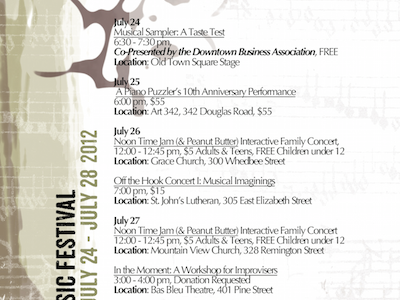 July 24
Musical Sampler: A Taste Test
6:30 - 7:30 pm,
Co-Presented by the Downtown Business Association, FREE
Location: Old Town Square Stage
July 25
A Piano Puzzler's 10th Anniversary Performance
6:00 pm, $55
Location: Art 342, 342 Douglas Road, $55
July 26
Noon Time Jam (& Peanut Butter) Interactive Family Concert,
12:00 - 12:45 pm, $5 Adults & Teens, FREE Children under 12
Location: Grace Church, 300 Whedbee Street
Off the Hook Concert I: Musical Imaginings
7:00 pm, $15
Location: St. John's Lutheran, 305 East Elizabeth Street
July 27
Noon Time Jam (& Peanut Butter) Interactive Family Concert,
12:00 - 12:45 pm, $5 Adults & Teens, FREE Children under 12
Location: Mountain View Church, 328 Remington Street
In the Moment: A Workshop for Improvisers
3:00 - 4:00 pm, Donation Requested
Location: Bas Bleu Theatre, 401 Pine Street
SIC FESTIVAL
JULY 24 - JULY 28 2012